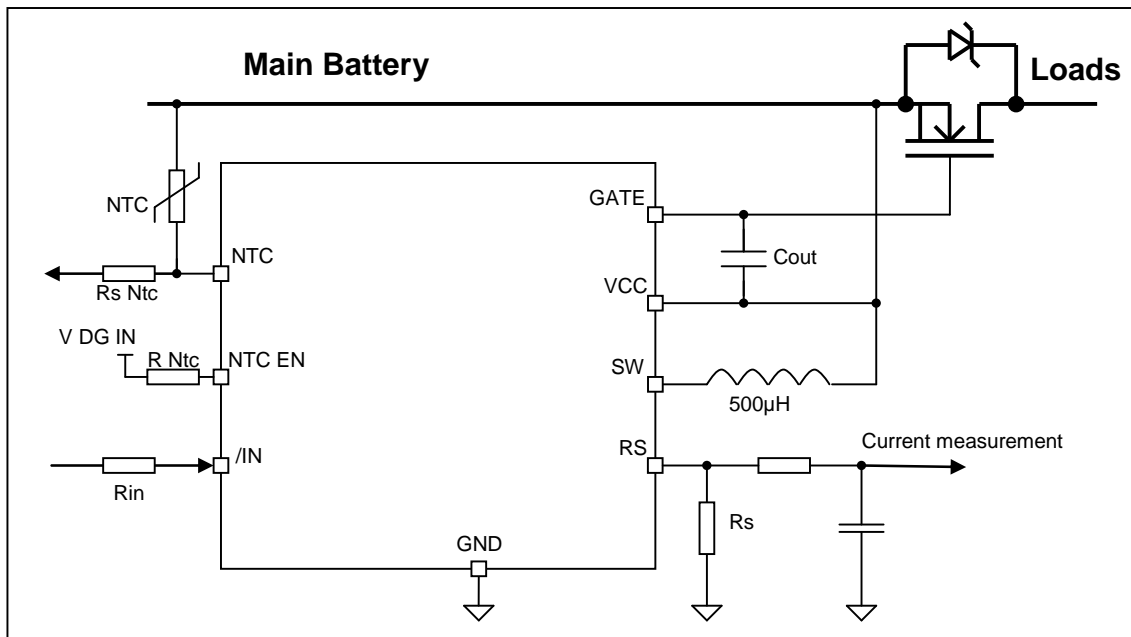 Main Battery
Loads
NTC
GATE
NTC
Cout
Rs Ntc
VCC
V DG IN
R Ntc
NTC EN
SW
500µH
RS
Current measurement
/IN
Rin
Rs
GND